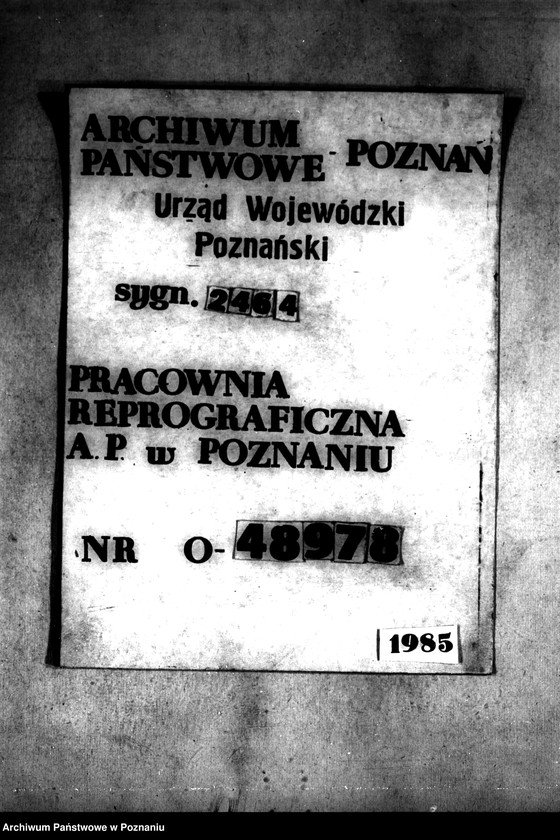 ARCHIWUM
PAŃSTWOWE - POZNAŃ
Urząd Wojewódzki
Poznański
sygn. 2464
PRACOWNIA
REPROGRAFICZNA
A. P. w POZNANIU
NR O-48978
1985
Archiwum Państwowe w Poznaniu